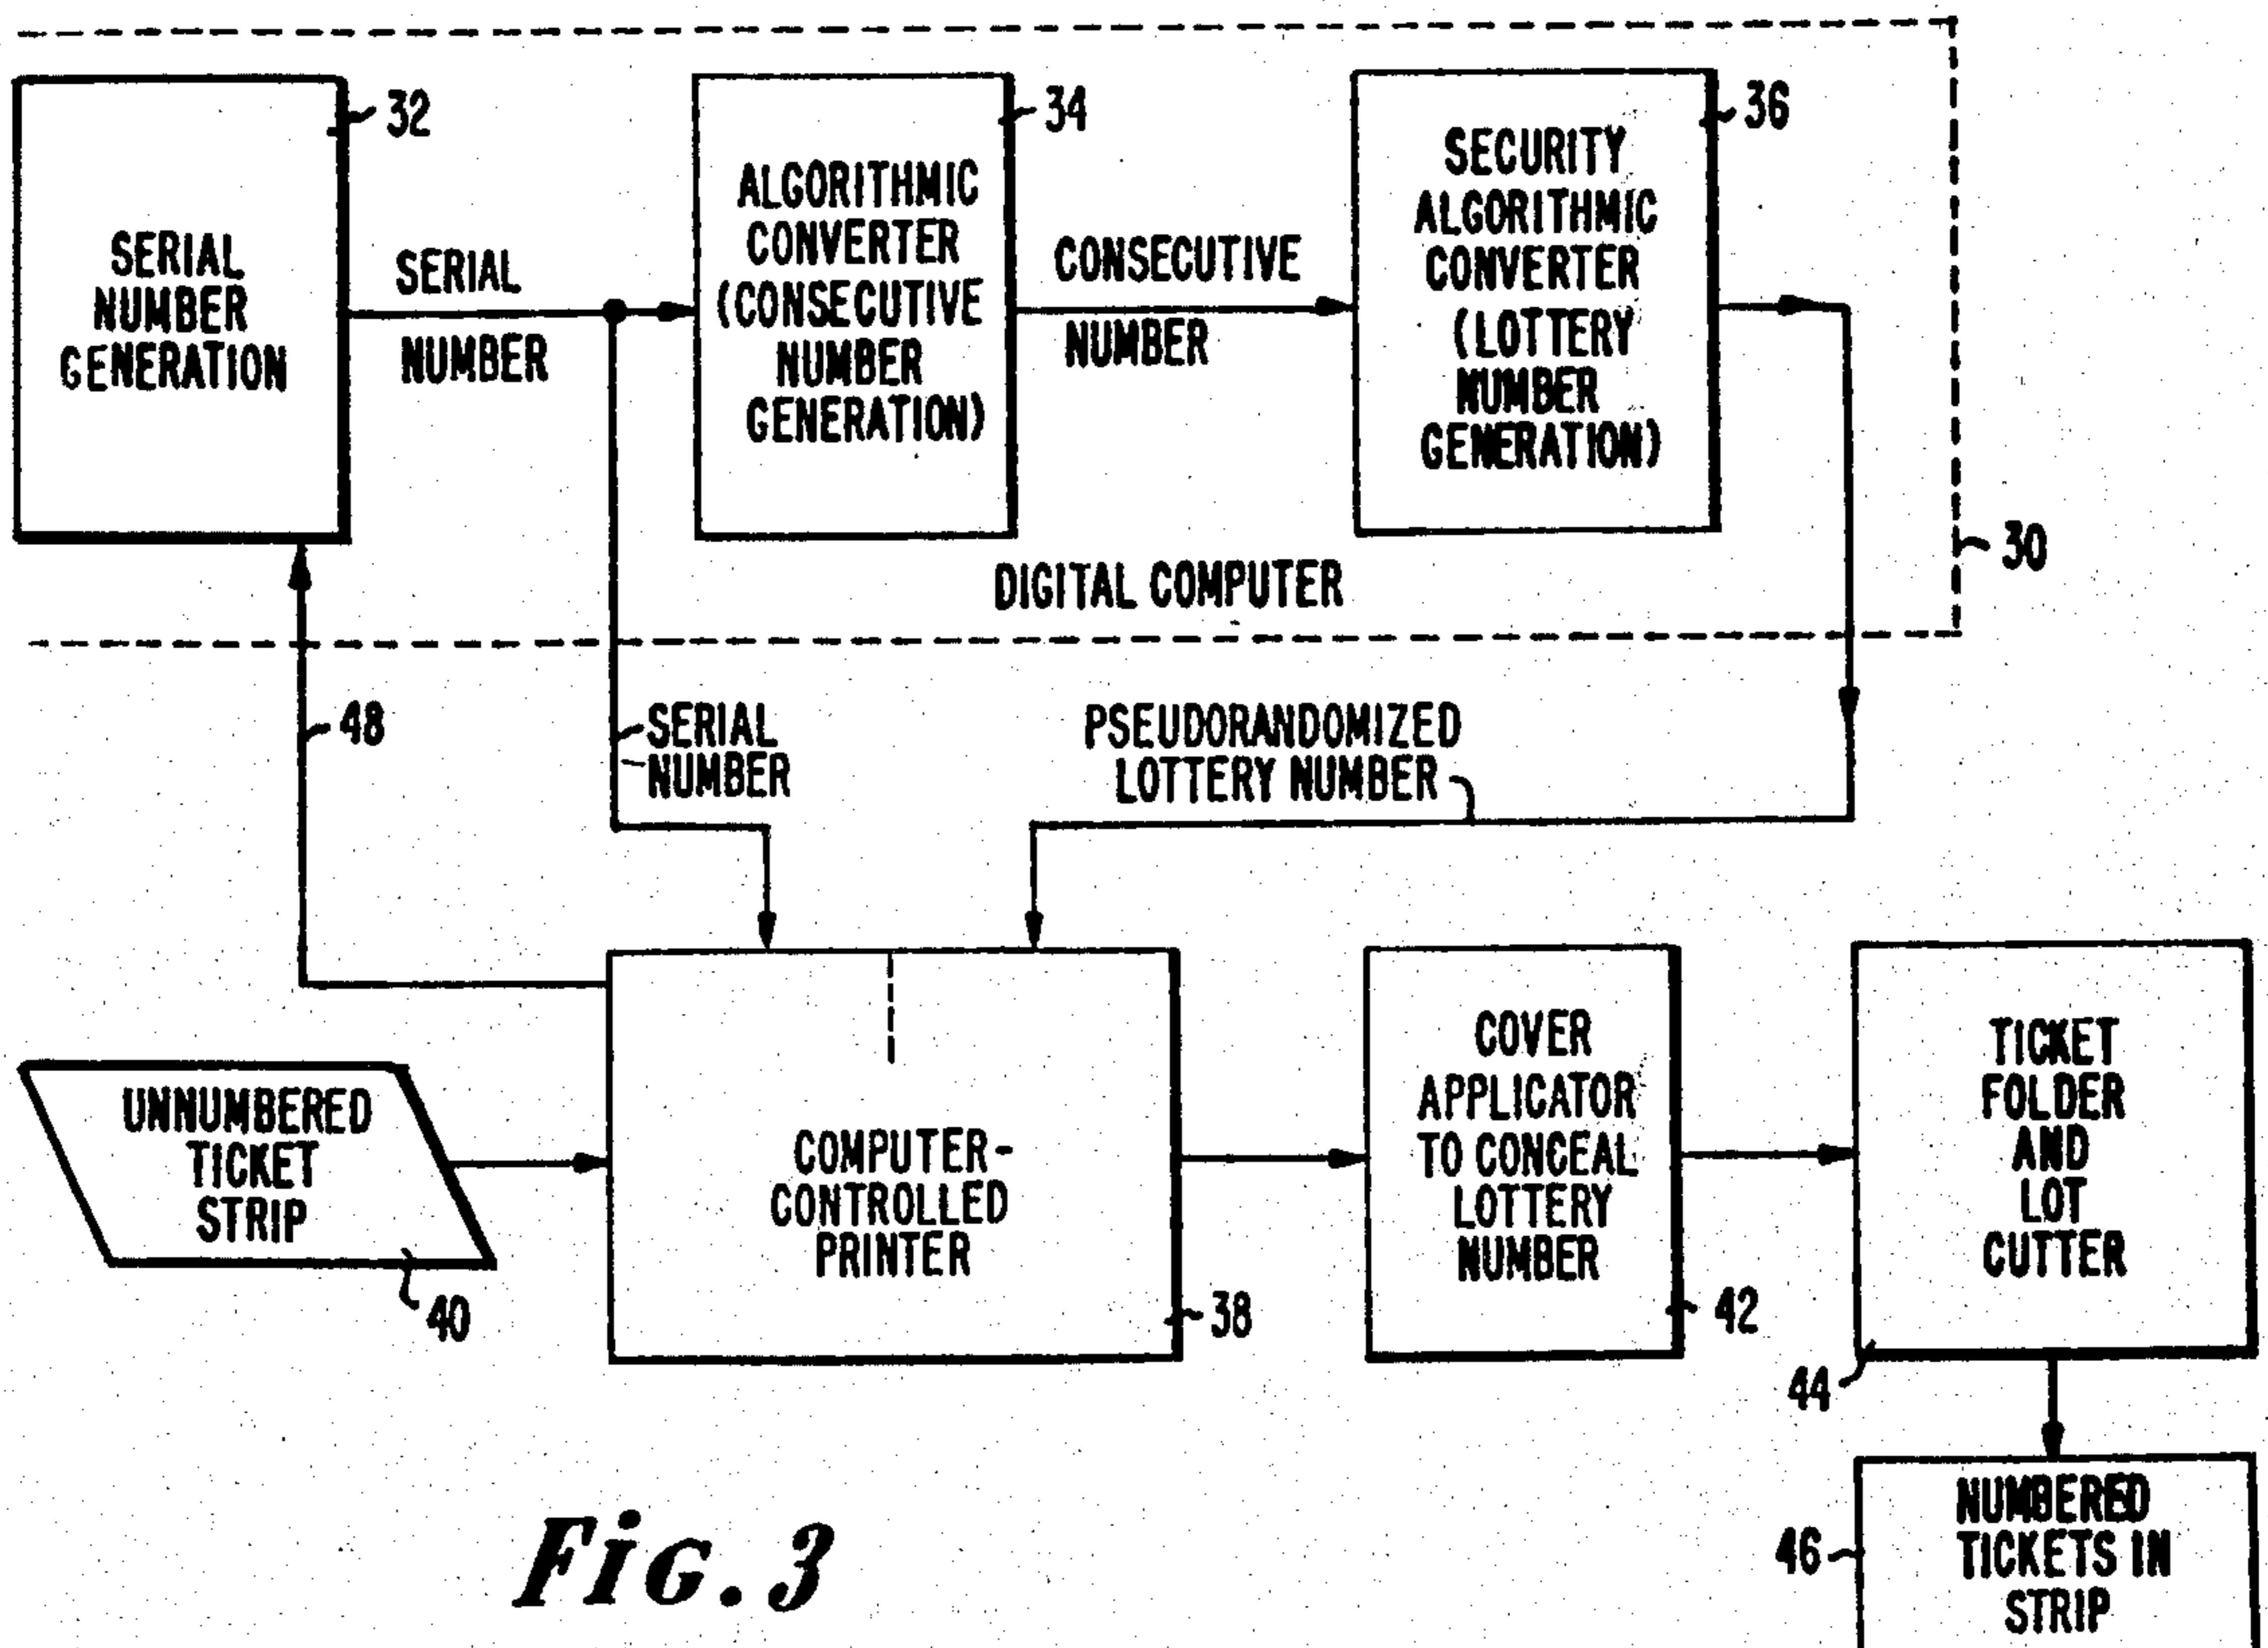 32
34
36
SERIAL
NUMBER
GENERATION
SERIAL
NUMBER
ALGORITHMIC
CONVERTER
(CONSECUTIVE
NUMBER
GENERATION)
CONSECUTIVE
NUMBER
SECURITY
ALGORITHMIC
CONVERTER
(LOTTERY
NUMBER
GENERATION)
DIGITAL COMPUTER
30
48
SERIAL
NUMBER
PSEUDORANDOMIZED
LOTTERY NUMBER
UNNUMBERED
TICKET
STRIP
40
COMPUTER-
CONTROLLED
PRINTER
38
COVER
APPLICATOR
TO CONCEAL
LOTTERY
NUMBER
42
TICKET
FOLDER
AND
LOT
CUTTER
44
46
NUMBERED
TICKETS IN
STRIP
FIG. 3